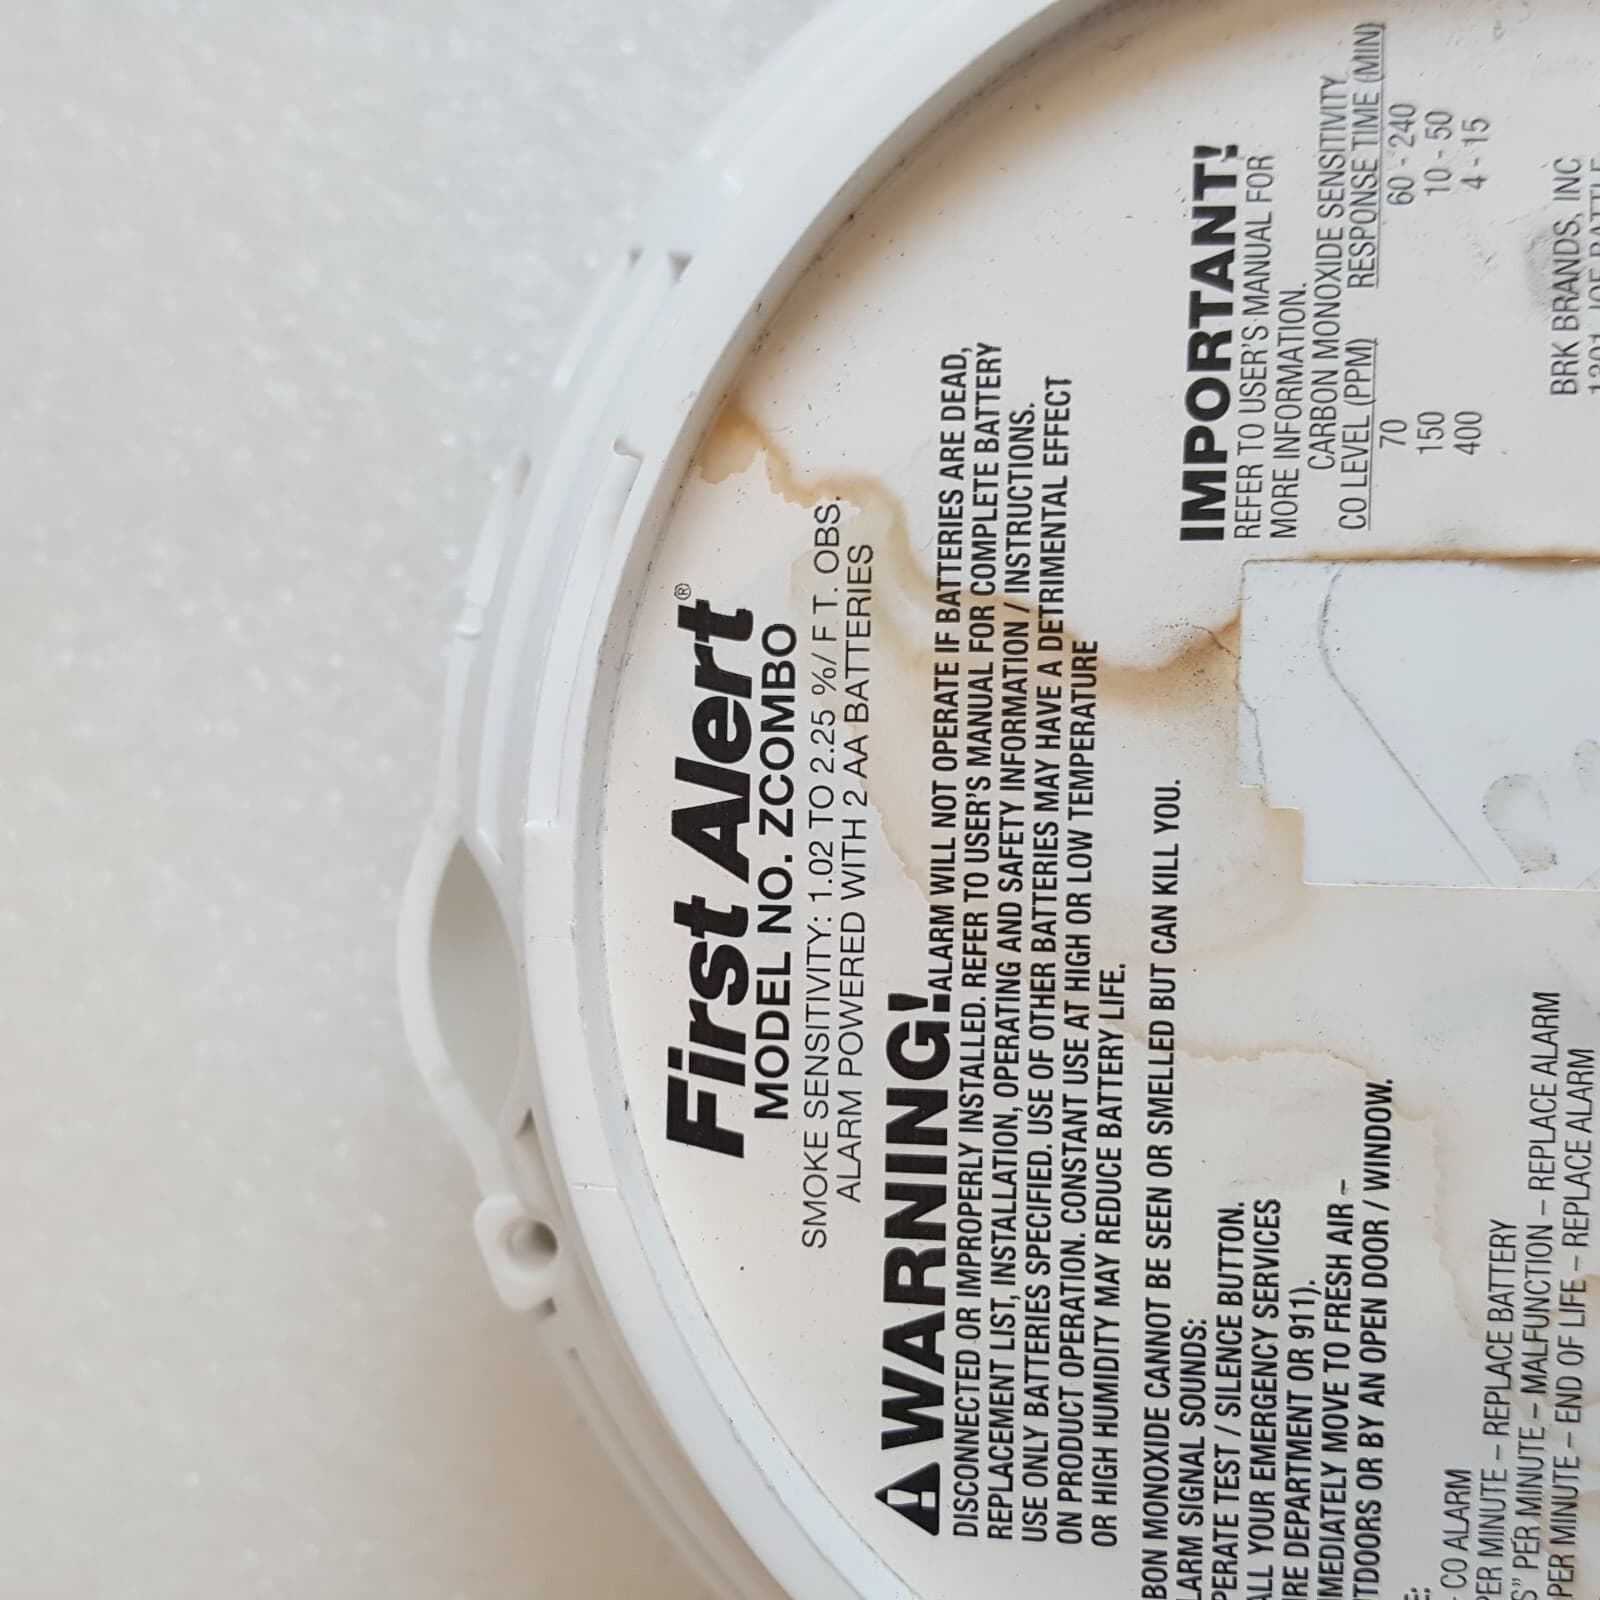 First Alert®
MODEL NO. ZCOMBO
SMOKE SENSITIVITY: 1.02 TO 2.25 %/ F T. OBS.
ALARM POWERED WITH 2 AA BATTERIES
WARNING! ALARM WILL NOT OPERATE IF BATTERIES ARE DEAD,
DISCONNECTED OR IMPROPERLY INSTALLED. REFER TO USER'S MANUAL FOR COMPLETE BATTERY
REPLACEMENT LIST, INSTALLATION, OPERATING AND SAFETY INFORMATION / INSTRUCTIONS.
USE ONLY BATTERIES SPECIFIED. USE OF OTHER BATTERIES MAY HAVE A DETRIMENTAL EFFECT
ON PRODUCT OPERATION. CONSTANT USE AT HIGH OR LOW TEMPERATURE
OR HIGH HUMIDITY MAY REDUCE BATTERY LIFE.
BON MONOXIDE CANNOT BE SEEN OR SMELLED BUT CAN KILL YOU.
LARM SIGNAL SOUNDS:
PERATE TEST / SILENCE BUTTON.
ALL YOUR EMERGENCY SERVICES
IRE DEPARTMENT OR 911).
MEDIATELY MOVE TO FRESH AIR –
TDOORS OR BY AN OPEN DOOR / WINDOW.
E:
CO ALARM
PER MINUTE – REPLACE BATTERY
S" PER MINUTE – MALFUNCTION – REPLACE ALARM
PER MINUTE – END OF LIFE – REPLACE ALARM
IMPORTANT!
REFER TO USER'S MANUAL FOR
MORE INFORMATION.
CARBON MONOXIDE SENSITIVITY
CO LEVEL (PPM) RESPONSE TIME (MIN)
70 60 - 240
150 10 - 50
400 4 - 15
BRK BRANDS, INC